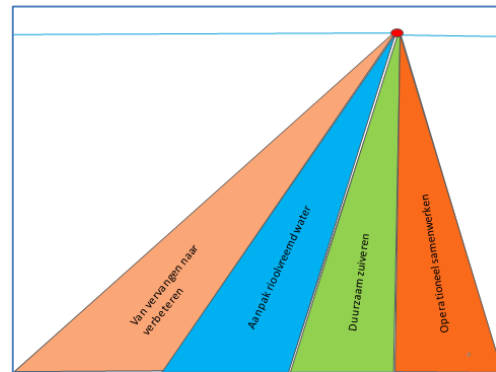 Van vervangen naar
verbeteren
Aanpak rioolvreemd water
Duurzaam zuiveren
Operationeel samenwerken